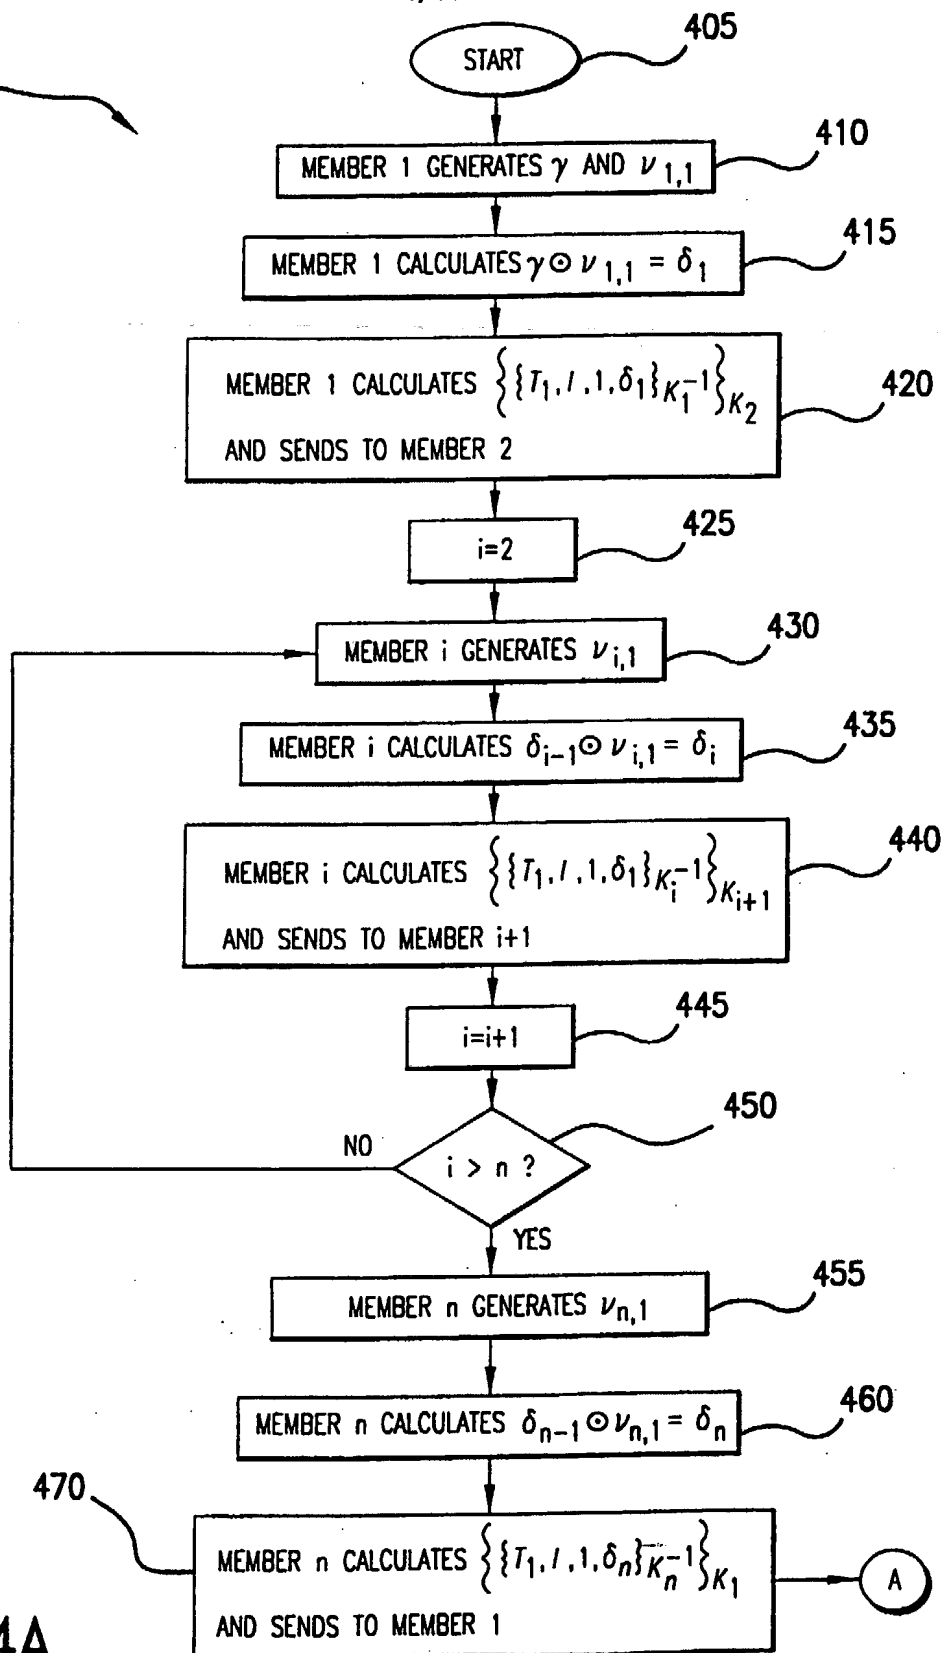 START
405
MEMBER 1 GENERATES γ AND ν1,1
410
MEMBER 1 CALCULATES γ⊙ ν1,1 = δ1
415
MEMBER 1 CALCULATES {{T1, I, 1, δ1}K1^-1}K2
AND SENDS TO MEMBER 2
420
i=2
425
MEMBER i GENERATES νi,1
430
MEMBER i CALCULATES δi-1⊙ νi,1 = δi
435
MEMBER i CALCULATES {{T1, I, 1, δ1}Ki^-1}Ki+1
AND SENDS TO MEMBER i+1
440
i=i+1
445
i > n ?
450
NO
YES
MEMBER n GENERATES νn,1
455
MEMBER n CALCULATES δn-1⊙νn,1 = δn
460
470
MEMBER n CALCULATES {{T1, I, 1, δn}Kn^-1}K1
AND SENDS TO MEMBER 1
A